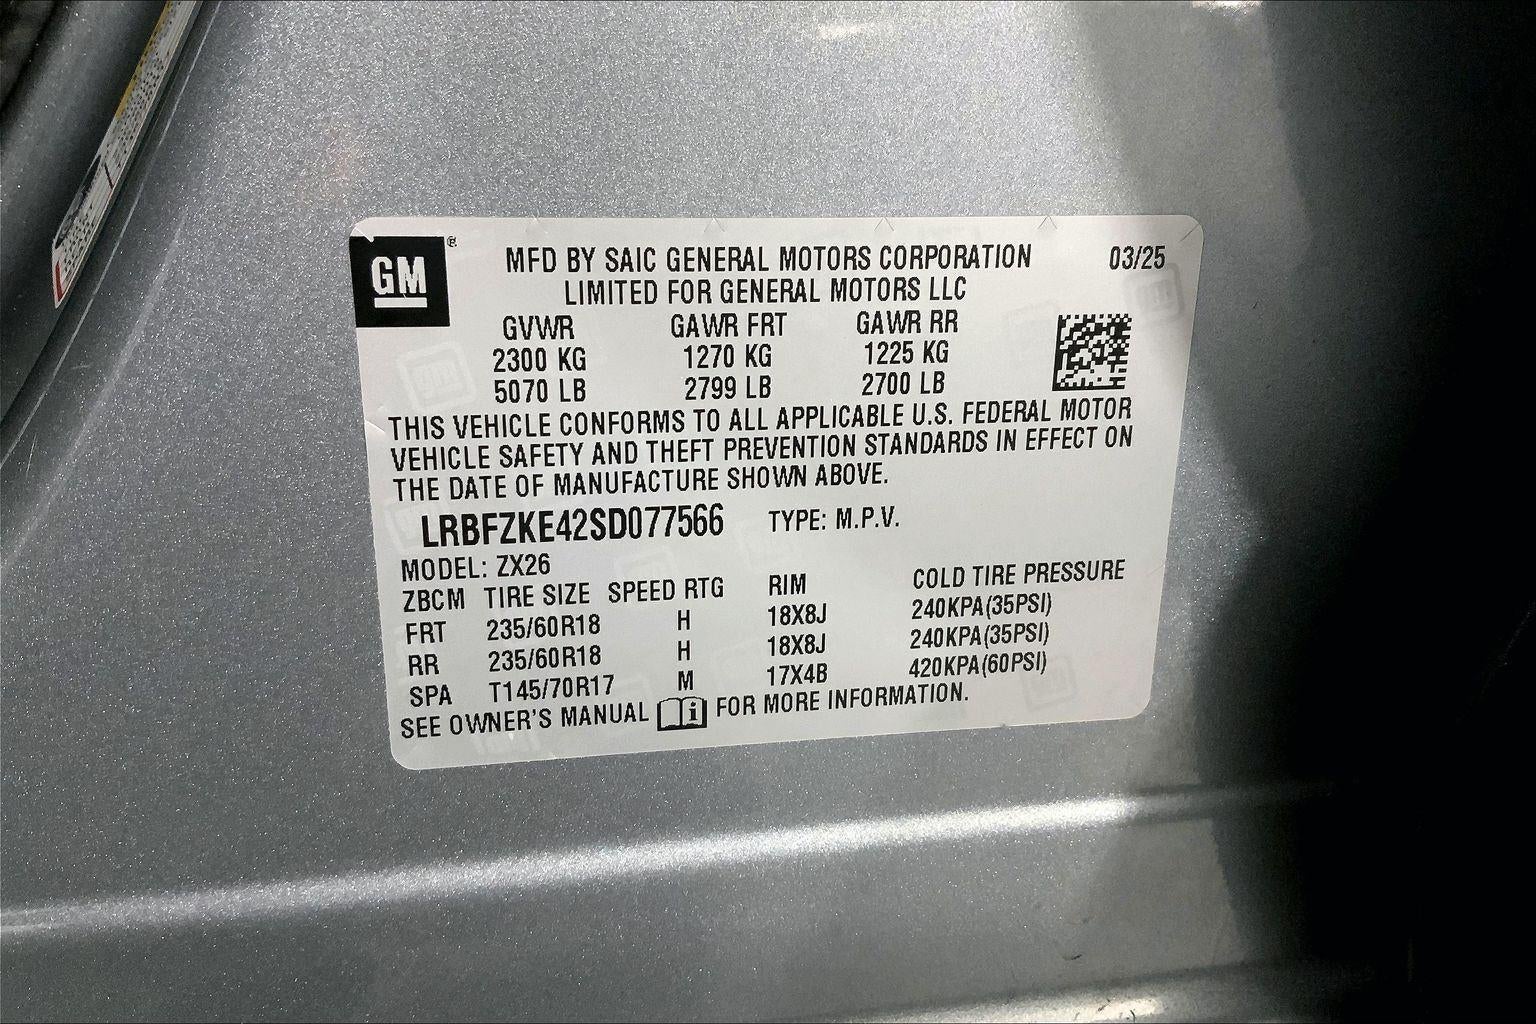 GM®
MFD BY SAIC GENERAL MOTORS CORPORATION 03/25
LIMITED FOR GENERAL MOTORS LLC
GVWR GAWR FRT GAWR RR
2300 KG 1270 KG 1225 KG
5070 LB 2799 LB 2700 LB
THIS VEHICLE CONFORMS TO ALL APPLICABLE U.S. FEDERAL MOTOR
VEHICLE SAFETY AND THEFT PREVENTION STANDARDS IN EFFECT ON
THE DATE OF MANUFACTURE SHOWN ABOVE.
LRBFZKE42SD077566 TYPE: M.P.V.
MODEL: ZX26
ZBCM TIRE SIZE SPEED RTG RIM COLD TIRE PRESSURE
FRT 235/60R18 H 18X8J 240KPA(35PSI)
RR 235/60R18 H 18X8J 240KPA(35PSI)
SPA T145/70R17 M 17X4B 420KPA(60PSI)
SEE OWNER'S MANUAL i FOR MORE INFORMATION.